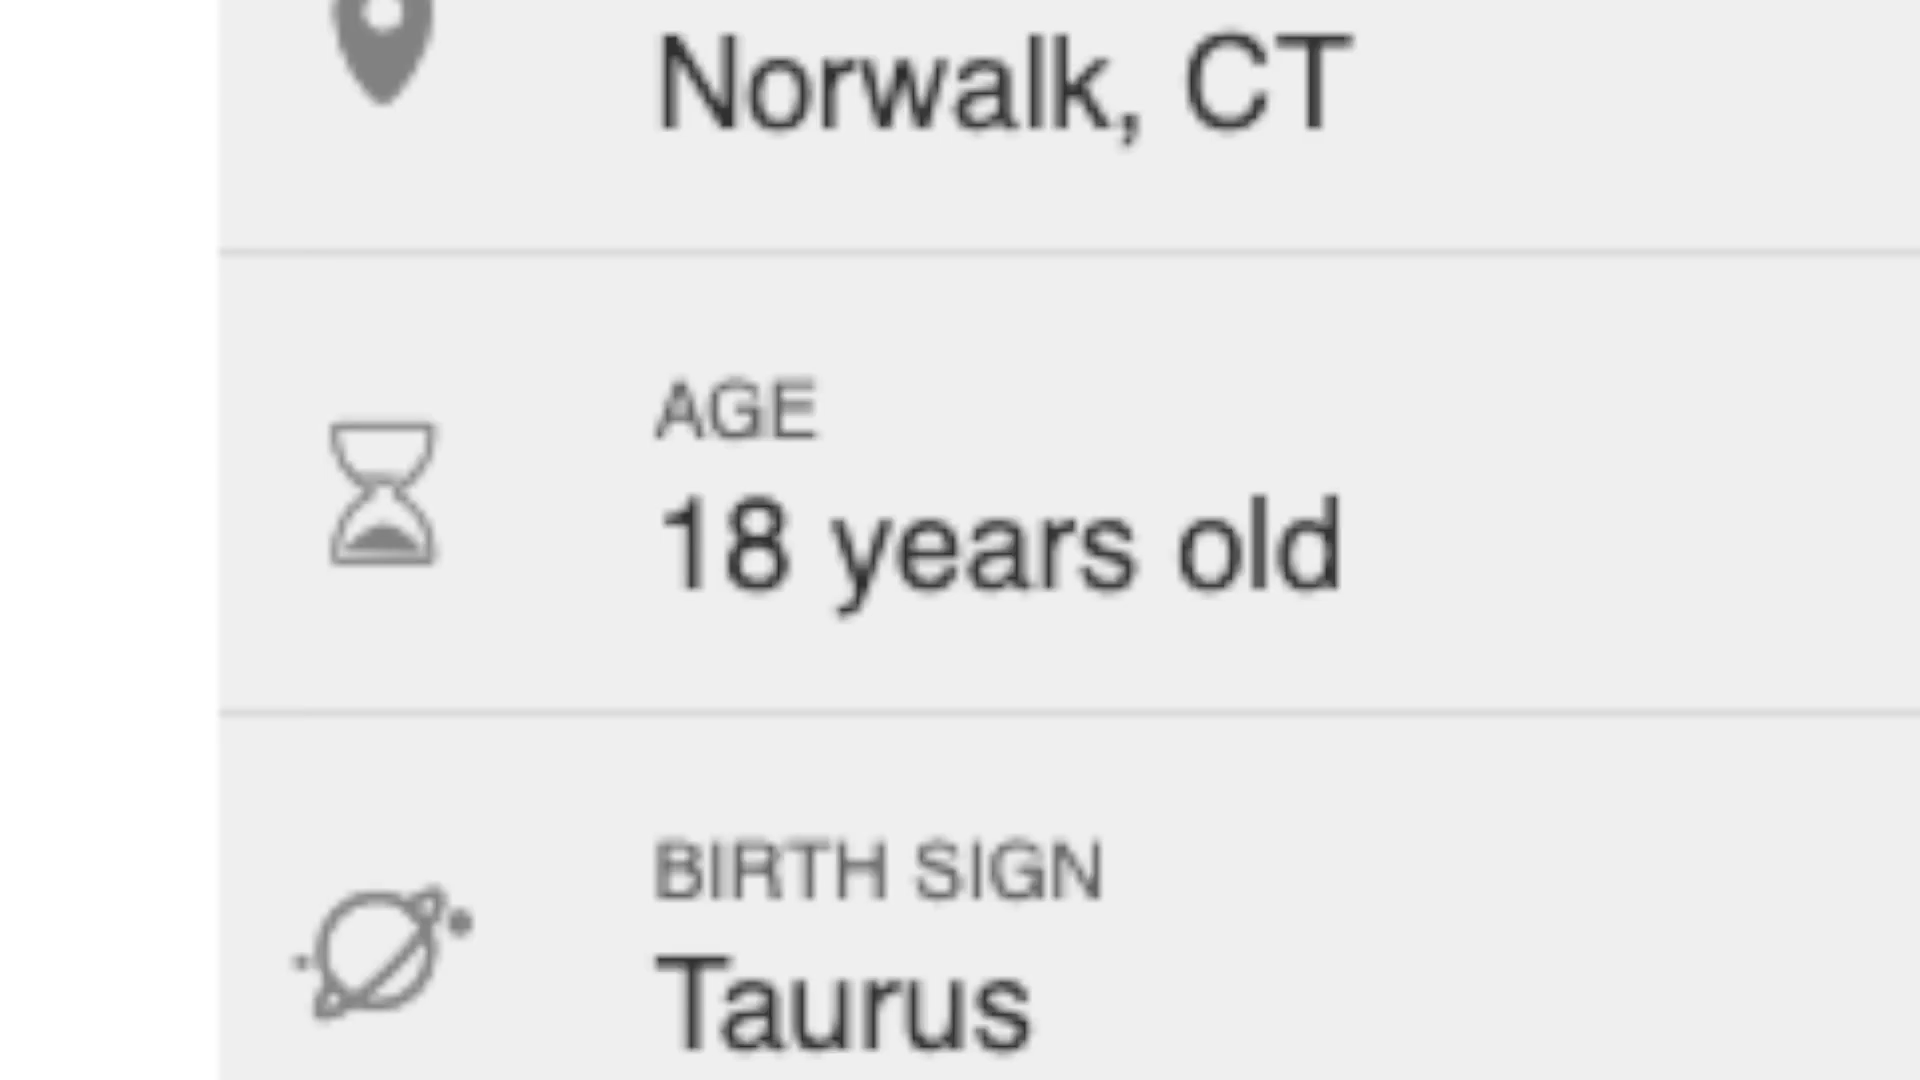 Norwalk, CT
AGE
18 years old
BIRTH SIGN
Taurus